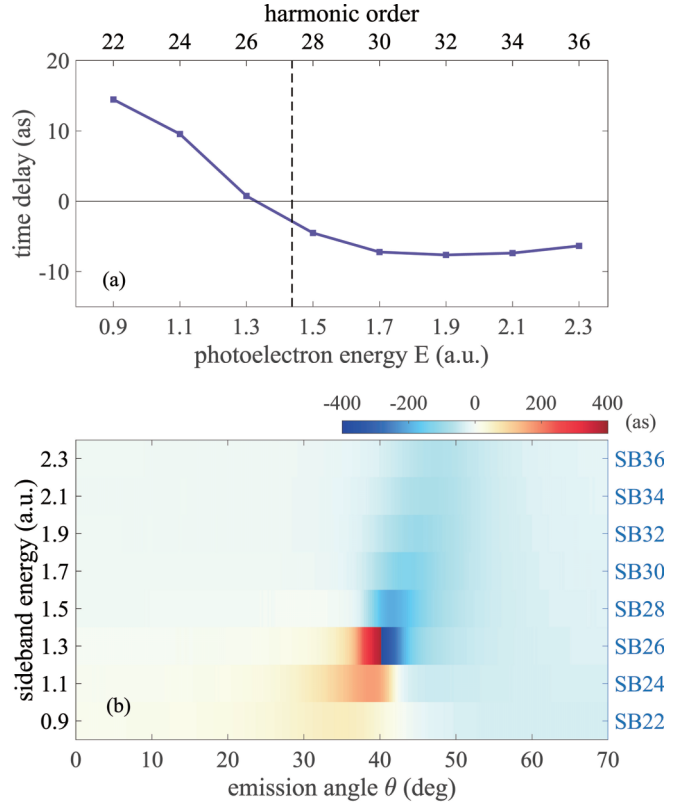 harmonic order
22 24 26 28 30 32 34 36
20
10
0
-10
time delay (as)
(a)
0.9 1.1 1.3 1.5 1.7 1.9 2.1 2.3
photoelectron energy E (a.u.)
-400 -200 0 200 400
(as)
sideband energy (a.u.)
2.3 SB36
2.1 SB34
1.9 SB32
1.7 SB30
1.5 SB28
1.3 SB26
1.1 SB24
0.9 SB22
(b)
0 10 20 30 40 50 60 70
emission angle θ (deg)